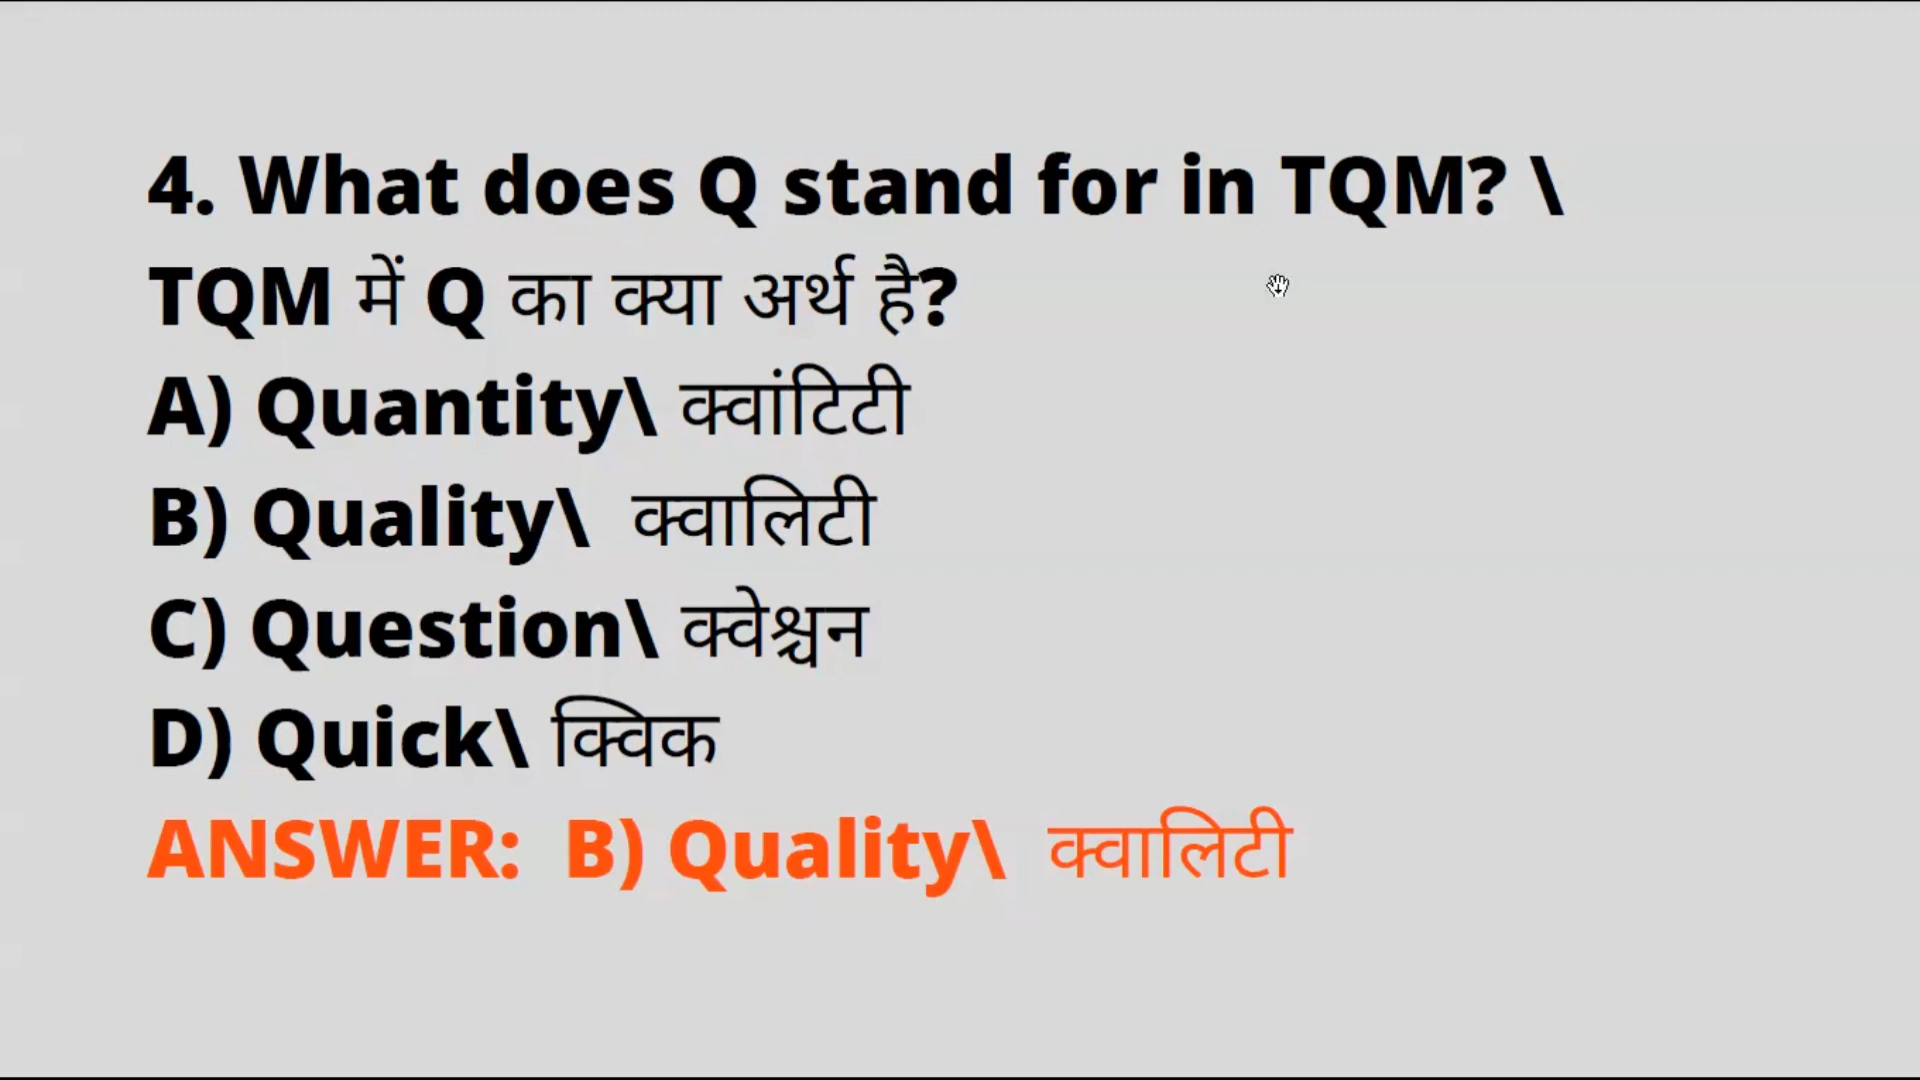 4. What does Q stand for in TQM? \
TQM में Q का क्या अर्थ है?
A) Quantity\ क्वांटिटी
B) Quality\ क्वालिटी
C) Question\ क्वेश्चन
D) Quick\ क्विक
ANSWER: B) Quality\ क्वालिटी